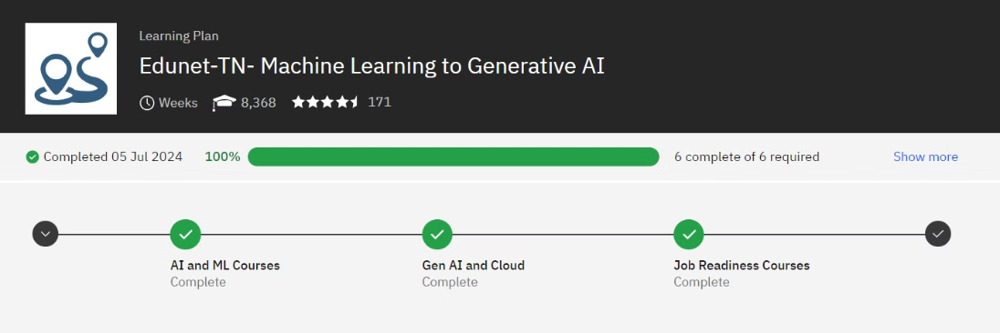 Learning Plan
Edunet-TN- Machine Learning to Generative AI
Weeks 8,368 171
Completed 05 Jul 2024 100% 6 complete of 6 required Show more
AI and ML Courses Gen AI and Cloud Job Readiness Courses
Complete Complete Complete